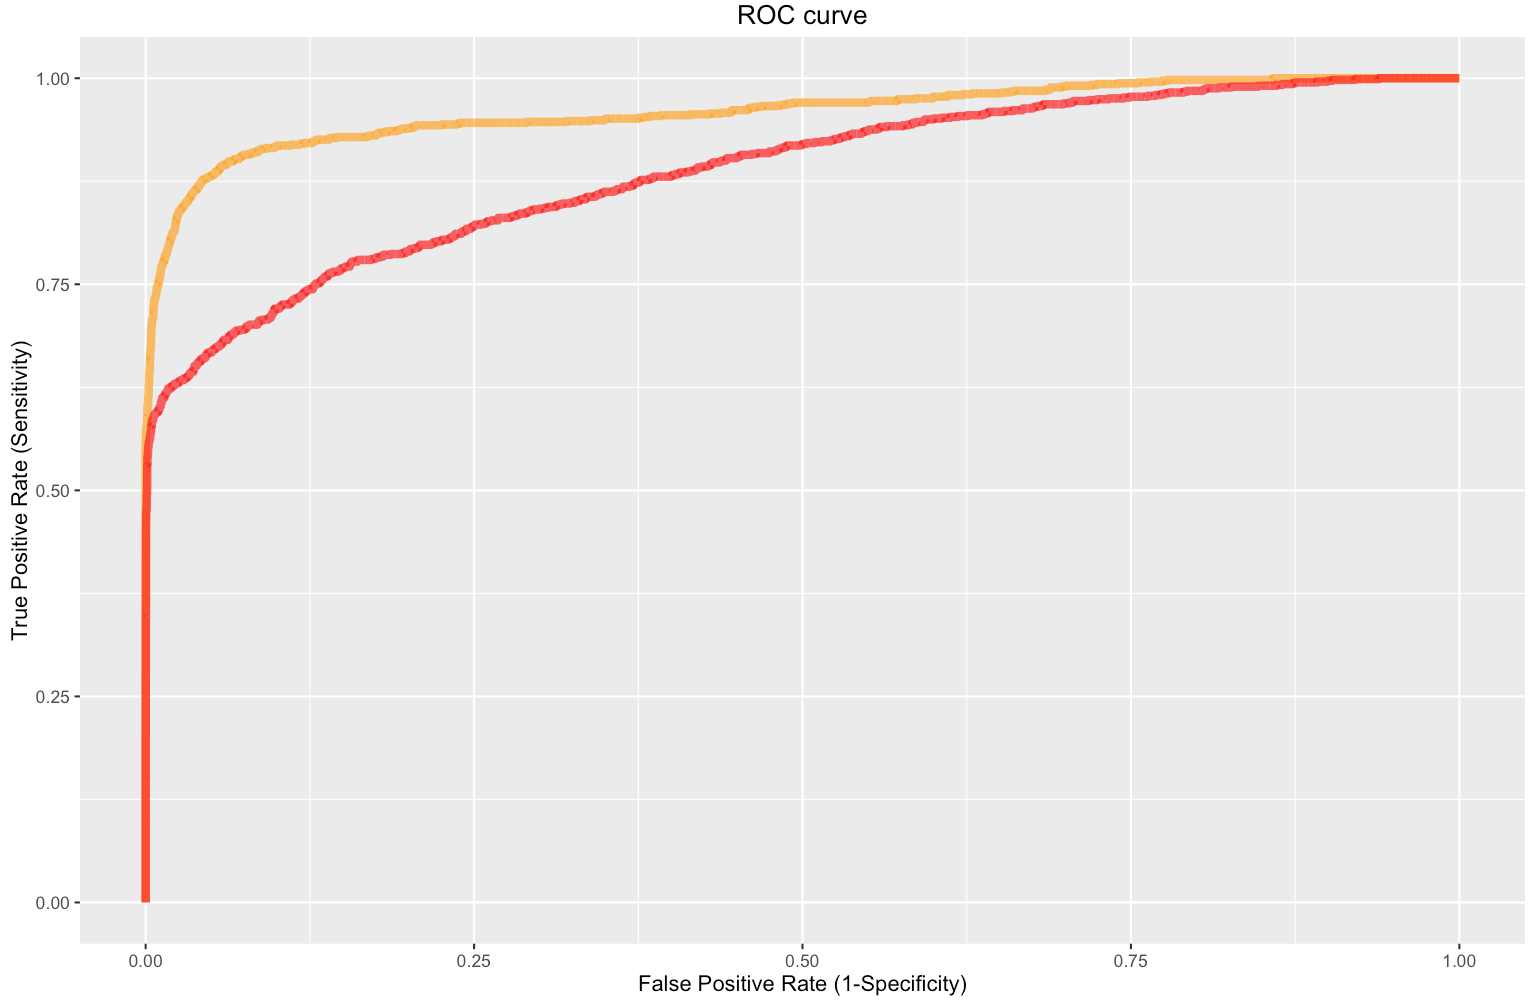 ROC curve
True Positive Rate (Sensitivity)
1.00
0.75
0.50
0.25
0.00
0.00 0.25 0.50 0.75 1.00
False Positive Rate (1-Specificity)